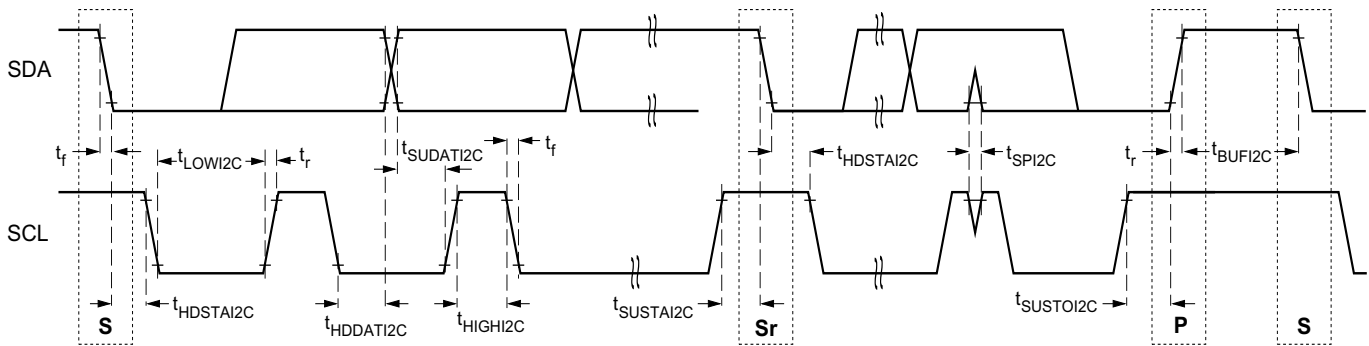 SDA
t_f
t_LOWI2C
t_r
t_SUDATI2C
t_f
t_HDSTAI2C
t_SPI2C
t_r
t_BUFI2C
SCL
t_HDSTAI2C
t_HDDATI2C
t_HIGHI2C
t_SUSTAI2C
t_SUSTOI2C
S
Sr
P
S